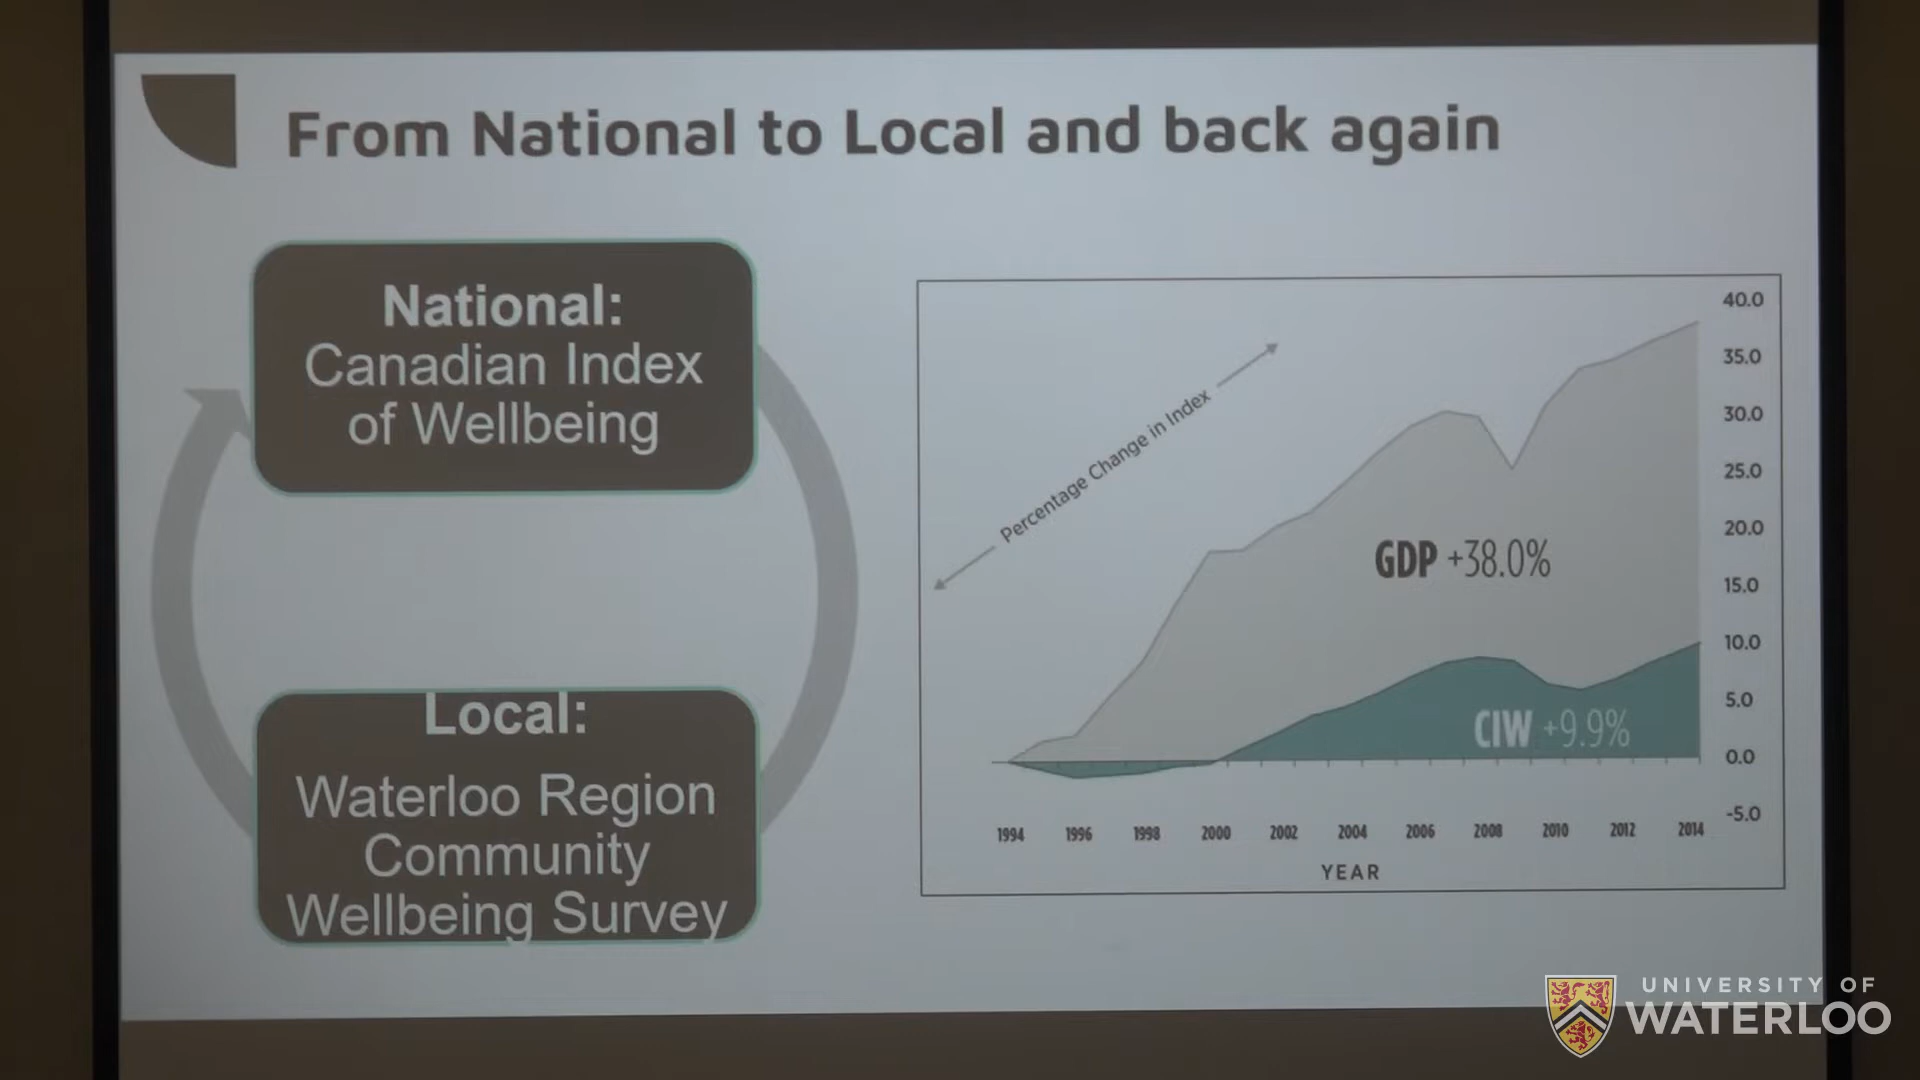 From National to Local and back again
National:
Canadian Index
of Wellbeing
Local:
Waterloo Region
Community
Wellbeing Survey
Percentage Change in Index
GDP +38.0%
CIW +9.9%
40.0
35.0
30.0
25.0
20.0
15.0
10.0
5.0
0.0
-5.0
1994 1996 1998 2000 2002 2004 2006 2008 2010 2012 2014
YEAR
UNIVERSITY OF
WATERLOO